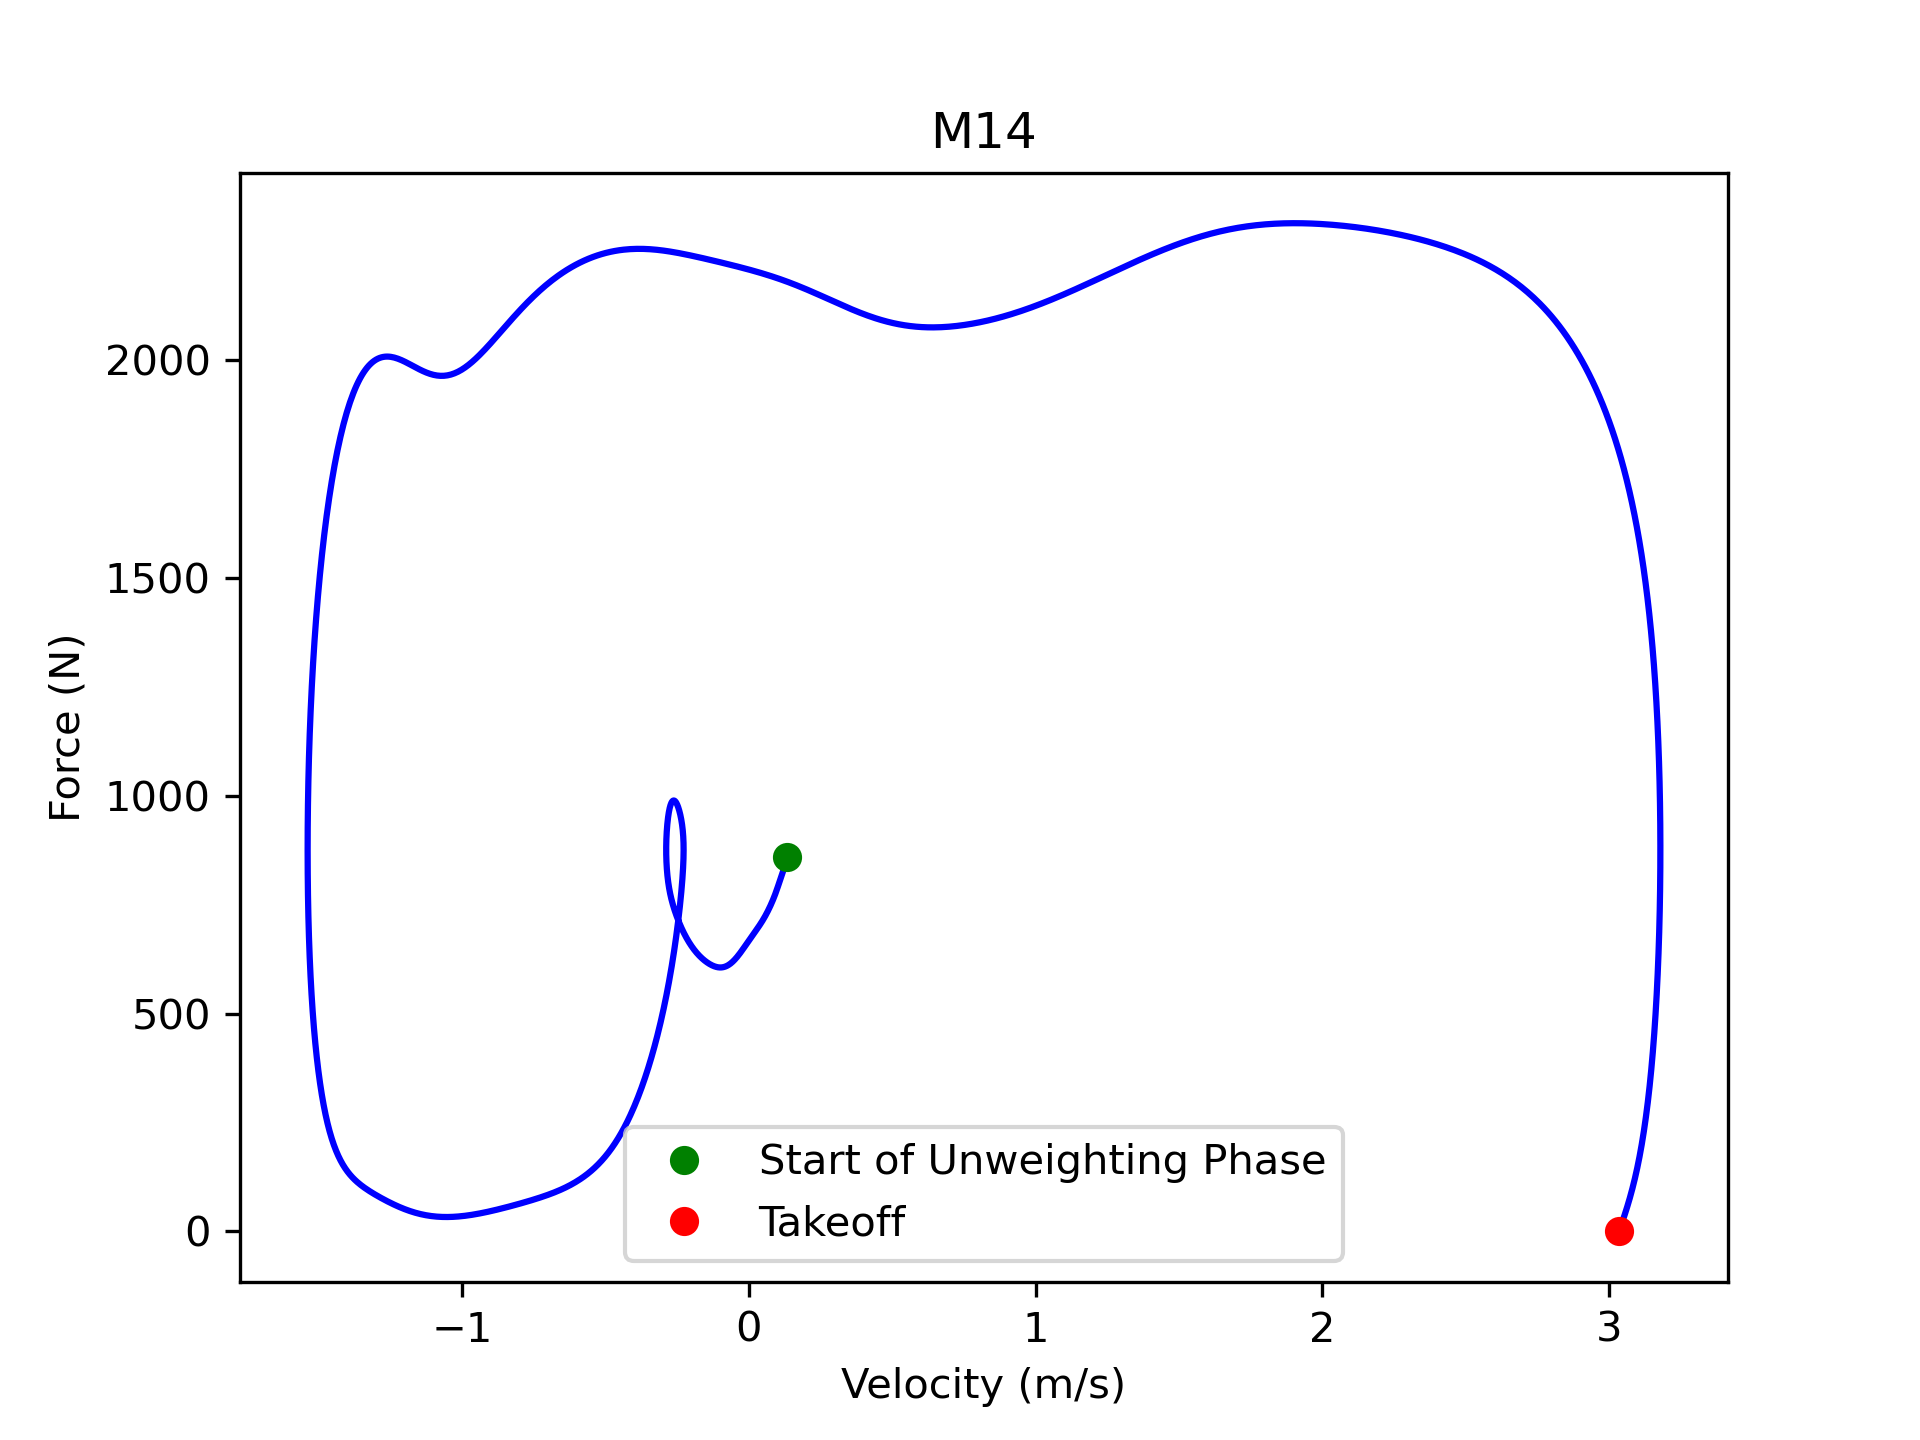 M14
2000
1500
1000
500
0
Force (N)
Start of Unweighting Phase
Takeoff
−1 0 1 2 3
Velocity (m/s)